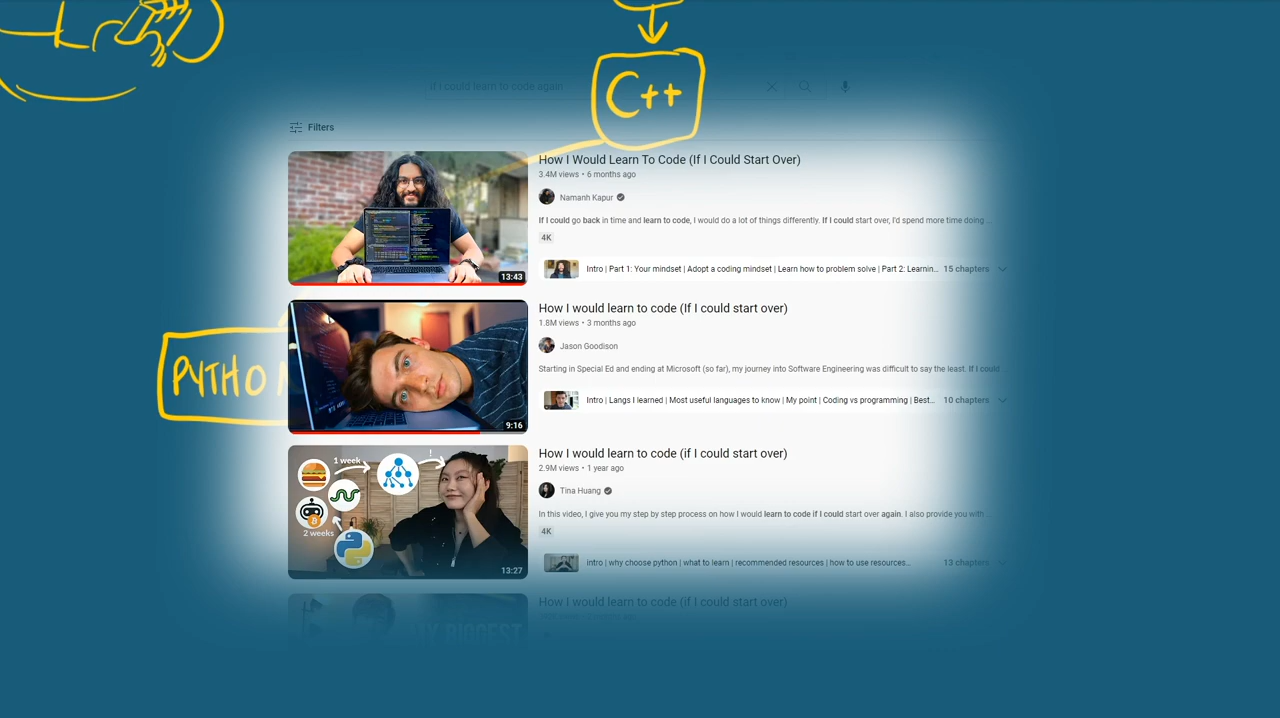 C++
if I could learn to code again
Filters
How I Would Learn To Code (If I Could Start Over)
3.4M views • 6 months ago
Namanh Kapur
If I could go back in time and learn to code, I would do a lot of things differently. If I could start over, I'd spend more time doing ...
4K
13:43
Intro | Part 1: Your mindset | Adopt a coding mindset | Learn how to problem solve | Part 2: Learnin... 15 chapters
How I would learn to code (If I could start over)
1.8M views • 3 months ago
Jason Goodison
PYTHON
Starting in Special Ed and ending at Microsoft (so far), my journey into Software Engineering was difficult to say the least. If I could
Intro | Langs I learned | Most useful languages to know | My point | Coding vs programming | Best... 10 chapters
9:16
How I would learn to code (if I could start over)
1 week
!
2.9M views • 1 year ago
Tina Huang
In this video, I give you my step by step process on how I would learn to code if I could start over again. I also provide you with ...
4K
2 weeks
13:27
intro | why choose python | what to learn | recommended resources | how to use resources... 13 chapters
How I would learn to code (if I could start over)
MY BIGGEST